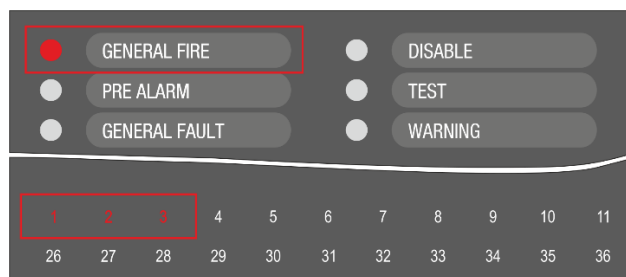 GENERAL FIRE DISABLE
PRE ALARM TEST
GENERAL FAULT WARNING
1 2 3 4 5 6 7 8 9 10 11
26 27 28 29 30 31 32 33 34 35 36